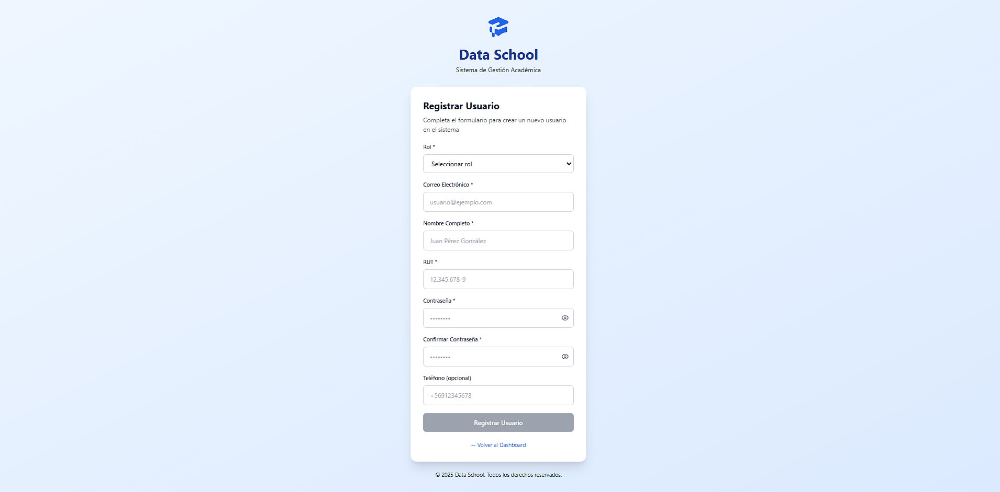 Data School
Sistema de Gestión Académica
Registrar Usuario
Completa el formulario para crear un nuevo usuario
en el sistema
Rol *
Seleccionar rol
Correo Electrónico *
usuario@ejemplo.com
Nombre Completo *
Juan Pérez González
RUT *
12.345.678-9
Contraseña *
••••••••
Confirmar Contraseña *
••••••••
Teléfono (opcional)
+56912345678
Registrar Usuario
← Volver al Dashboard
© 2025 Data School. Todos los derechos reservados.